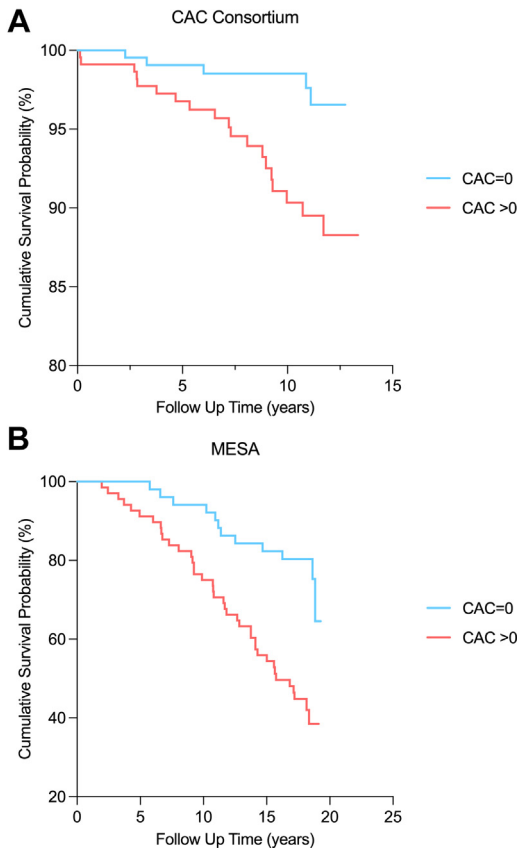 A
CAC Consortium
Cumulative Survival Probability (%)
100
95
90
85
80
0
5
10
15
Follow Up Time (years)
CAC=0
CAC >0
B
MESA
Cumulative Survival Probability (%)
100
80
60
40
20
0
5
10
15
20
25
Follow Up Time (years)
CAC=0
CAC >0